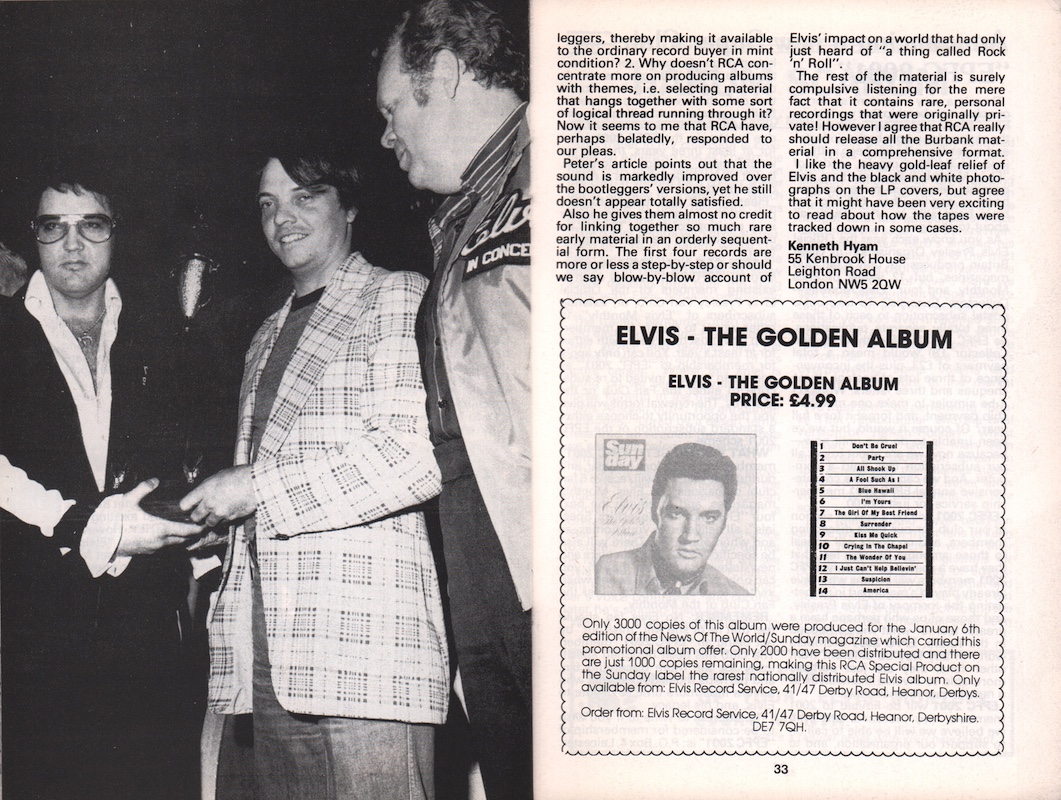 Elvis
IN CONCE
leggers, thereby making it available
to the ordinary record buyer in mint
condition? 2. Why doesn't RCA con-
centrate more on producing albums
with themes, i.e. selecting material
that hangs together with some sort
of logical thread running through it?
Now it seems to me that RCA have,
perhaps belatedly, responded to
our pleas.
Peter's article points out that the
sound is markedly improved over
the bootleggers' versions, yet he still
doesn't appear totally satisfied.
Also he gives them almost no credit
for linking together so much rare
early material in an orderly sequent-
ial form. The first four records are
more or less a step-by-step or should
we say blow-by-blow account of
Elvis' impact on a world that had only
just heard of "a thing called Rock
'n' Roll".
The rest of the material is surely
compulsive listening for the mere
fact that it contains rare, personal
recordings that were originally pri-
vate! However I agree that RCA really
should release all the Burbank mat-
erial in a comprehensive format.
I like the heavy gold-leaf relief of
Elvis and the black and white photo-
graphs on the LP covers, but agree
that it might have been very exciting
to read about how the tapes were
tracked down in some cases.
Kenneth Hyam
55 Kenbrook House
Leighton Road
London NW5 2QW
ELVIS - THE GOLDEN ALBUM
ELVIS - THE GOLDEN ALBUM
PRICE: £4.99
Sun
day
Elvis
1 Don't Be Cruel
2 Party
3 All Shook Up
4 A Fool Such As I
5 Blue Hawaii
6 I'm Yours
7 The Girl Of My Best Friend
8 Surrender
9 Kiss Me Quick
10 Crying In The Chapel
11 The Wonder Of You
12 I Just Can't Help Believin'
13 Suspicion
14 America
Only 3000 copies of this album were produced for the January 6th
edition of the News Of The World/Sunday magazine which carried this
promotional album offer. Only 2000 have been distributed and there
are just 1000 copies remaining, making this RCA Special Product on
the Sunday label the rarest nationally distributed Elvis album. Only
available from: Elvis Record Service, 41/47 Derby Road, Heanor, Derbys.
Order from: Elvis Record Service, 41/47 Derby Road, Heanor, Derbyshire.
DE7 7QH.
33